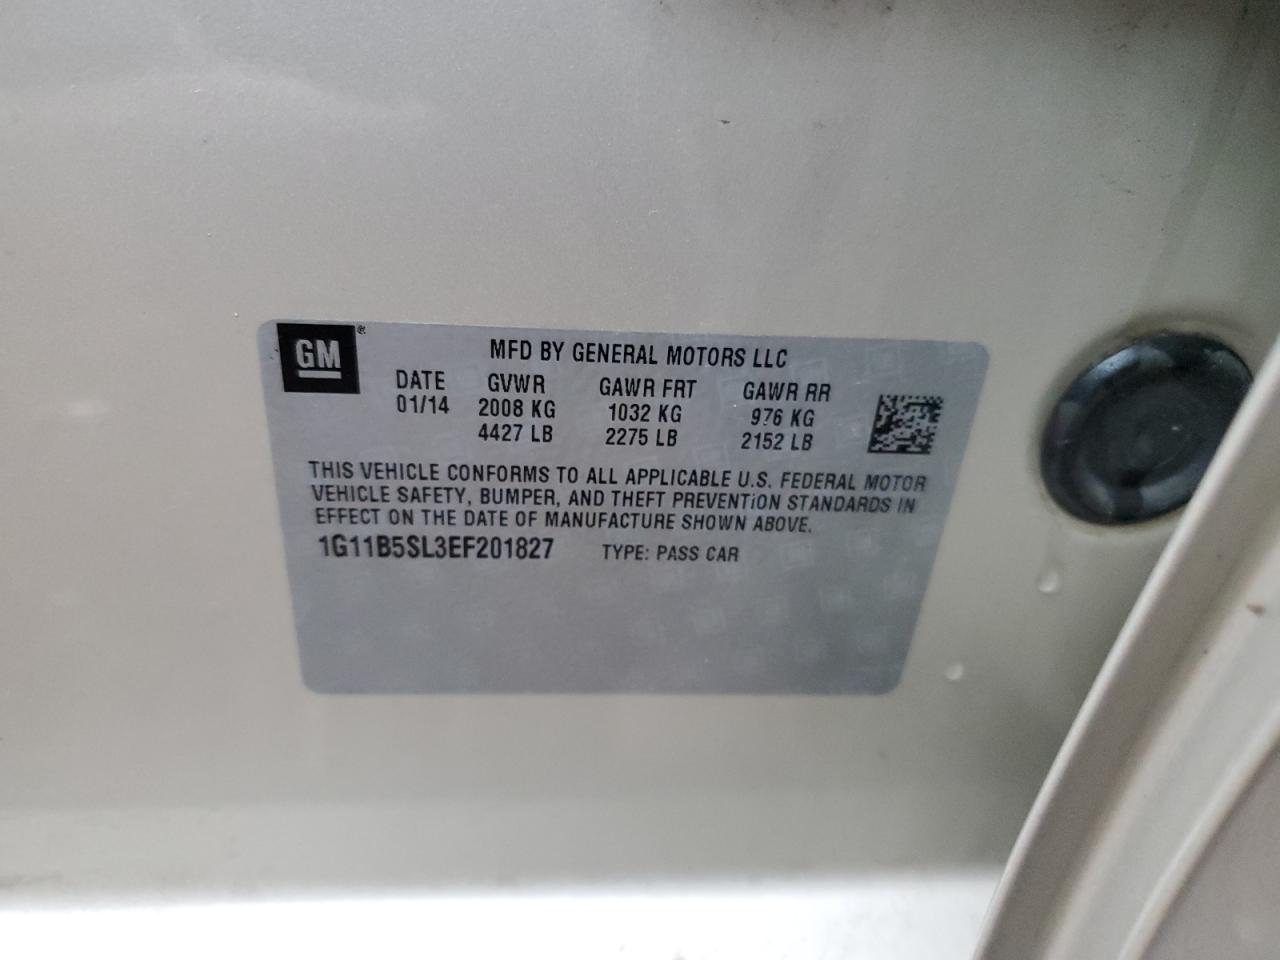 GM®
MFD BY GENERAL MOTORS LLC
DATE GVWR GAWR FRT GAWR RR
01/14 2008 KG 1032 KG 976 KG
4427 LB 2275 LB 2152 LB
THIS VEHICLE CONFORMS TO ALL APPLICABLE U.S. FEDERAL MOTOR
VEHICLE SAFETY, BUMPER, AND THEFT PREVENTION STANDARDS IN
EFFECT ON THE DATE OF MANUFACTURE SHOWN ABOVE.
1G11B5SL3EF201827 TYPE: PASS CAR